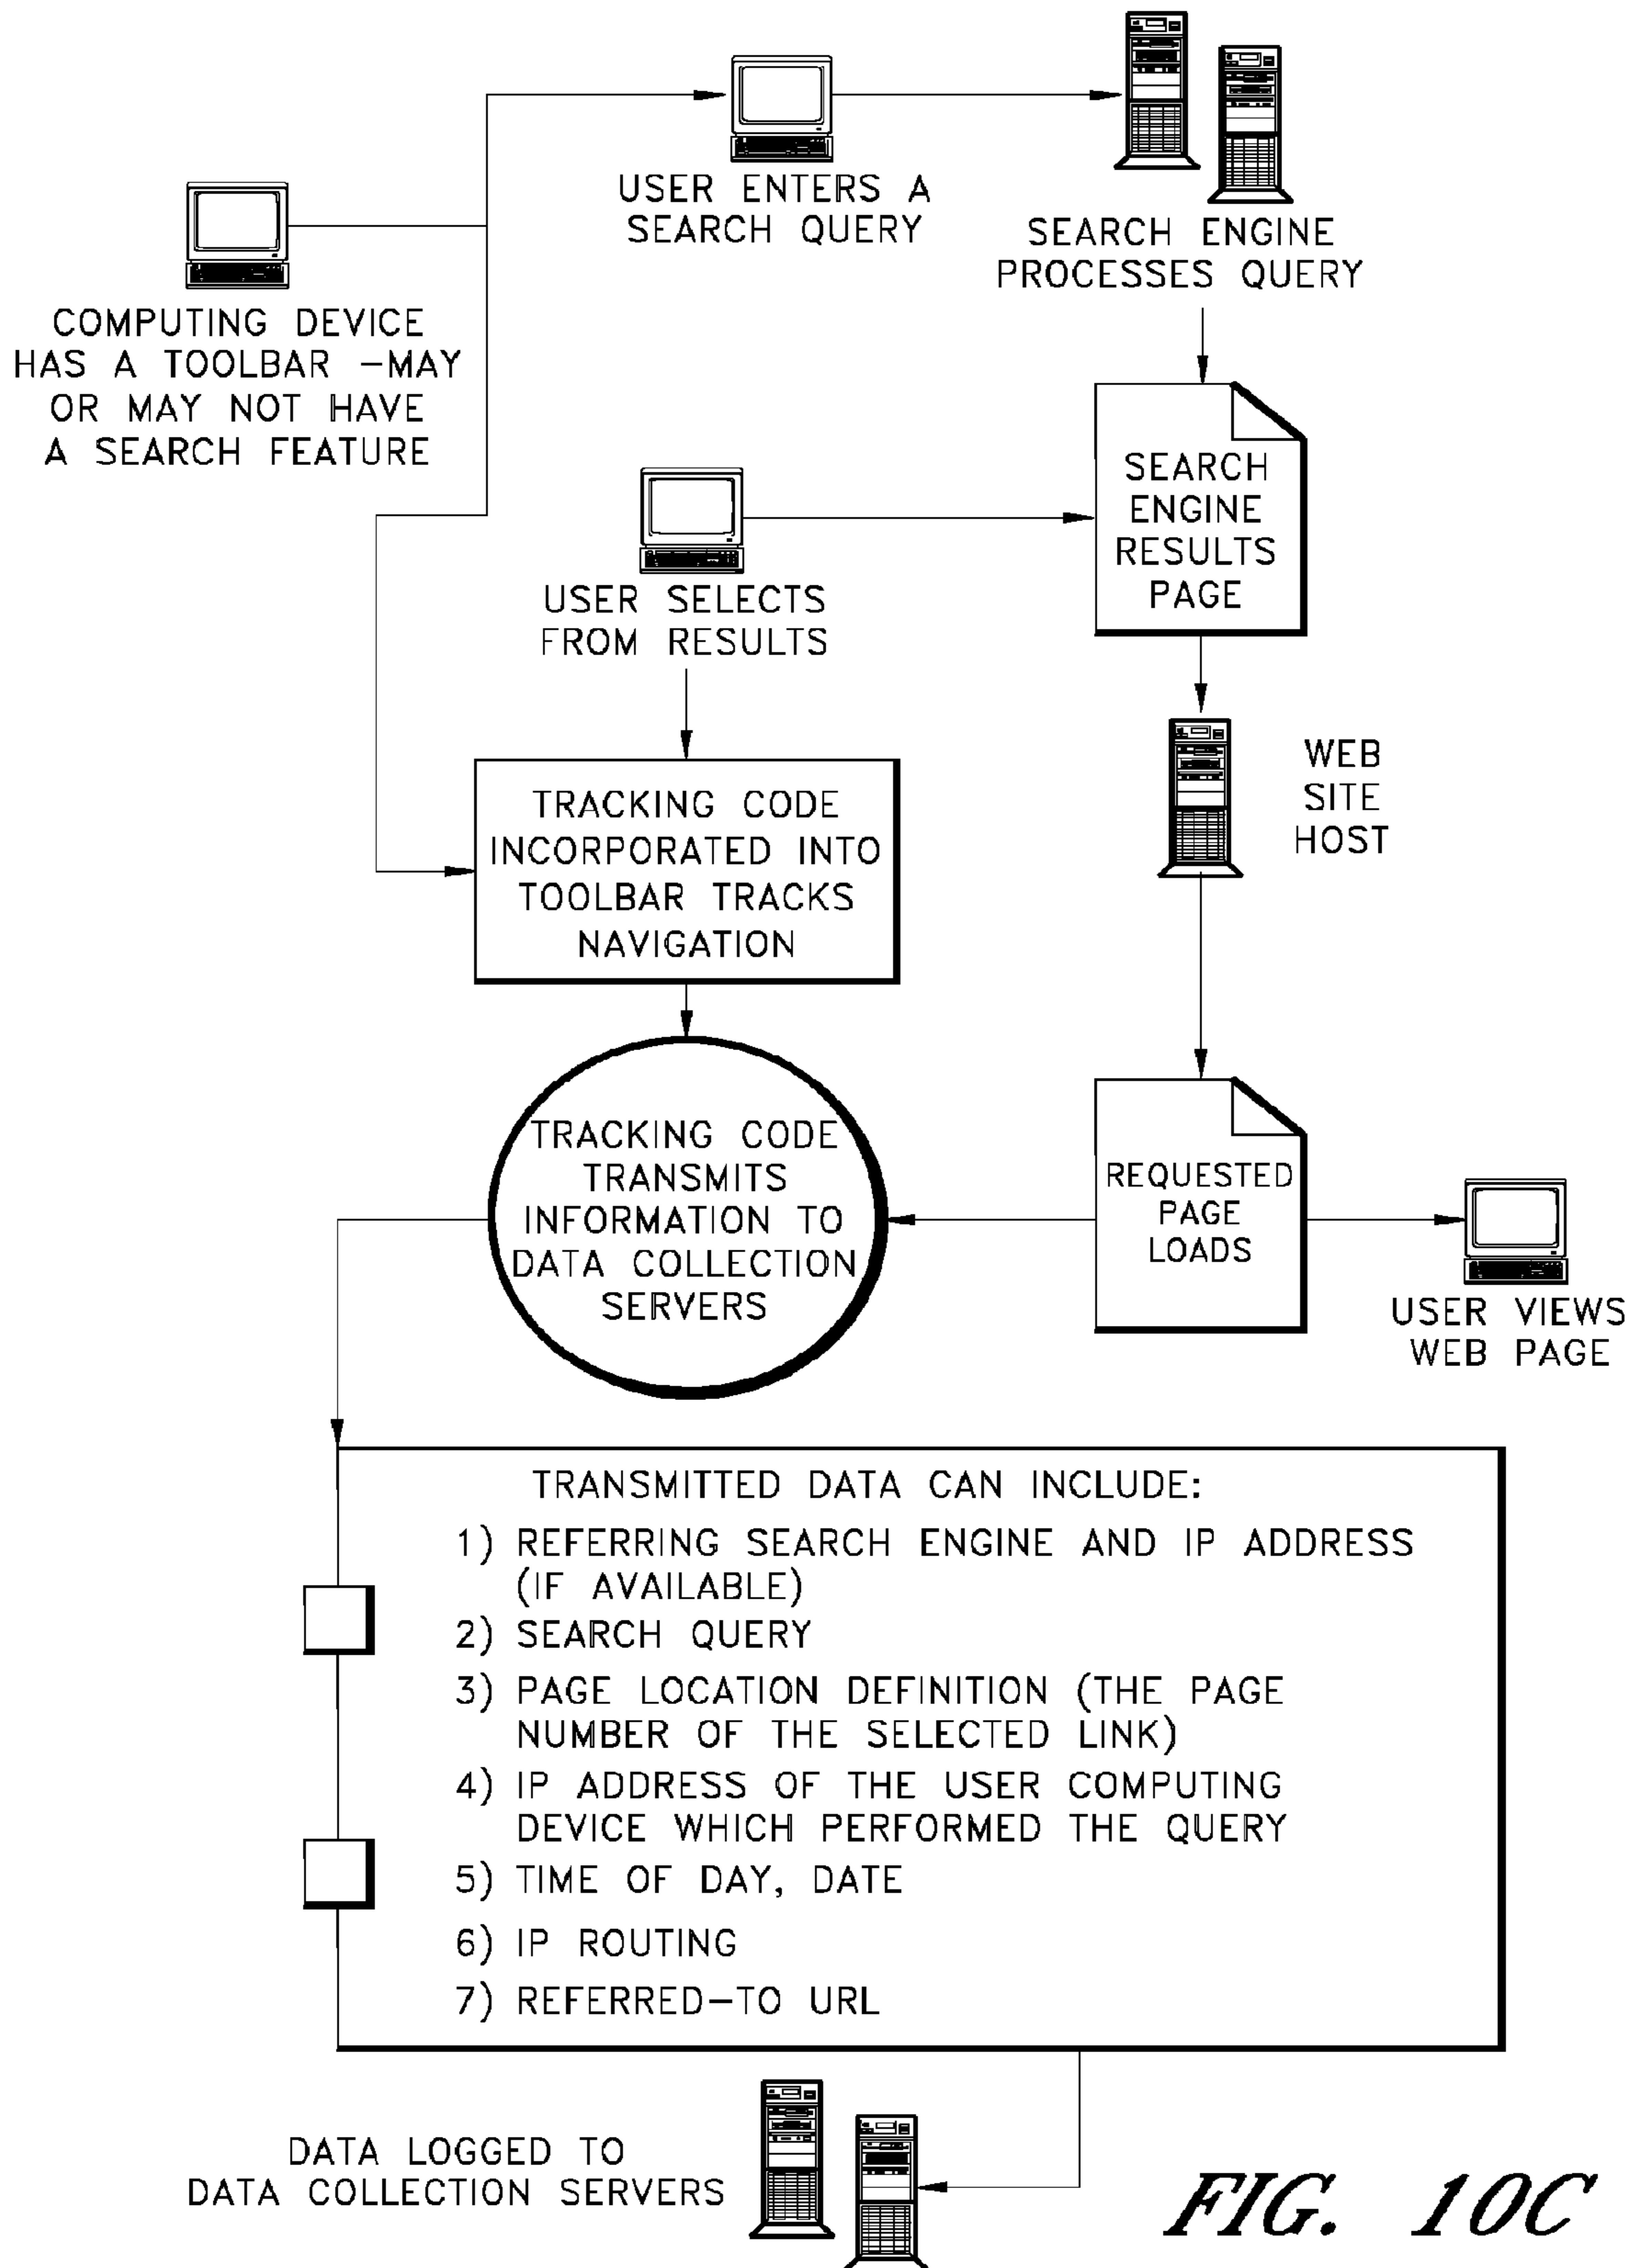 USER ENTERS A
SEARCH QUERY
SEARCH ENGINE
PROCESSES QUERY
COMPUTING DEVICE
HAS A TOOLBAR –MAY
OR MAY NOT HAVE
A SEARCH FEATURE
SEARCH
ENGINE
RESULTS
PAGE
USER SELECTS
FROM RESULTS
WEB
SITE
HOST
TRACKING CODE
INCORPORATED INTO
TOOLBAR TRACKS
NAVIGATION
TRACKING CODE
TRANSMITS
INFORMATION TO
DATA COLLECTION
SERVERS
REQUESTED
PAGE
LOADS
USER VIEWS
WEB PAGE
TRANSMITTED DATA CAN INCLUDE:
1) REFERRING SEARCH ENGINE AND IP ADDRESS
(IF AVAILABLE)
2) SEARCH QUERY
3) PAGE LOCATION DEFINITION (THE PAGE
NUMBER OF THE SELECTED LINK)
4) IP ADDRESS OF THE USER COMPUTING
DEVICE WHICH PERFORMED THE QUERY
5) TIME OF DAY, DATE
6) IP ROUTING
7) REFERRED–TO URL
DATA LOGGED TO
DATA COLLECTION SERVERS
FIG. 10C